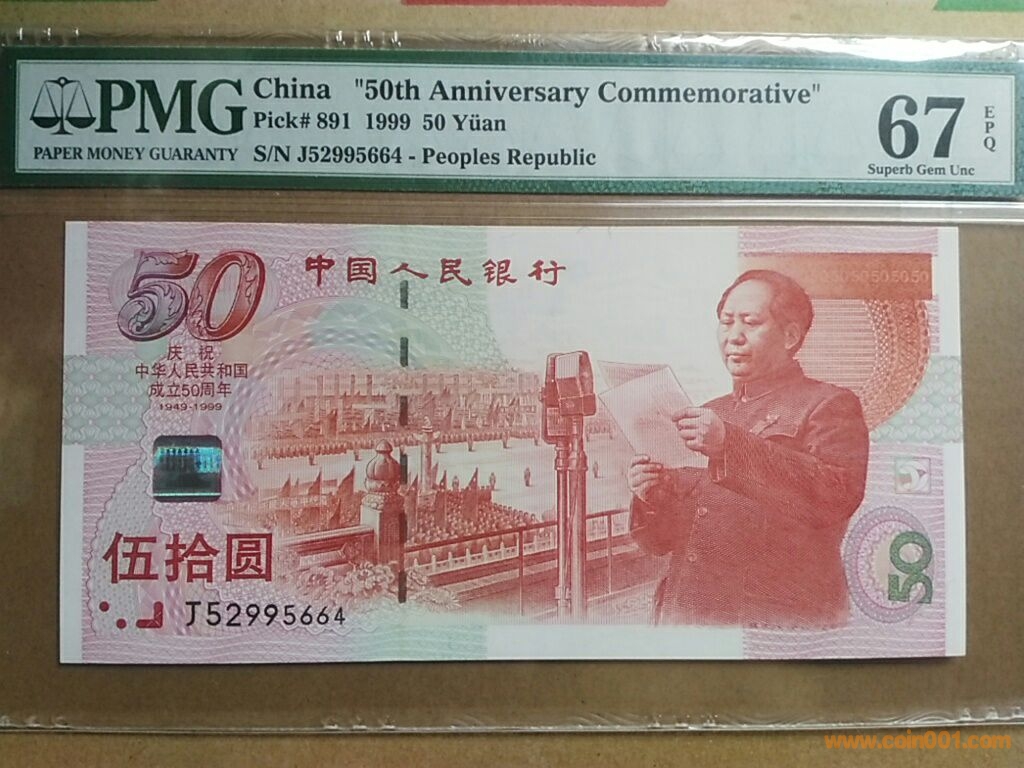 PMG
PAPER MONEY GUARANTY
China "50th Anniversary Commemorative"
Pick# 891 1999 50 Yüan
S/N J52995664 - Peoples Republic
67
EPQ
Superb Gem Unc
50
中国人民银行
5050505050
庆祝
中华人民共和国
成立50周年
1949-1999
伍拾圆
J52995664
50
www.coin001.com